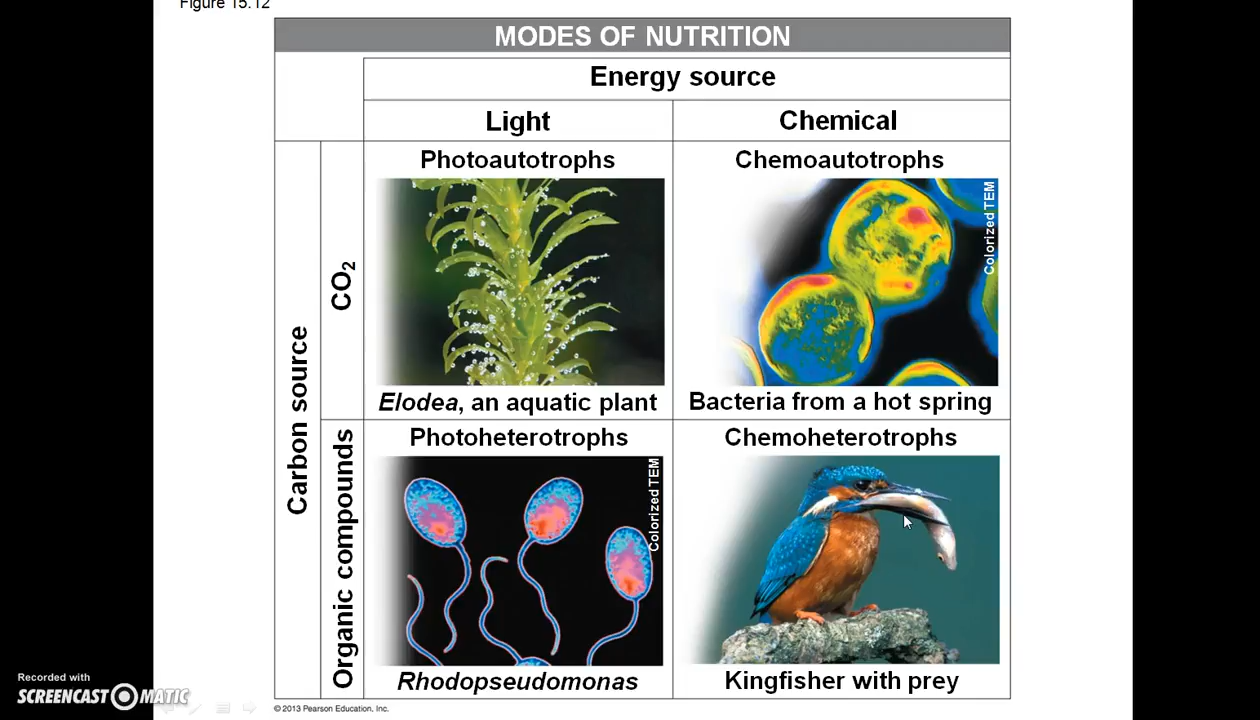 Figure 15.12
MODES OF NUTRITION
Energy source
Light
Chemical
Carbon source
CO₂
Photoautotrophs
Elodea, an aquatic plant
Chemoautotrophs
Colorized TEM
Bacteria from a hot spring
Organic compounds
Photoheterotrophs
Colorized TEM
Rhodopseudomonas
Chemoheterotrophs
Kingfisher with prey
© 2013 Pearson Education, Inc.
Recorded with
SCREENCAST MATIC